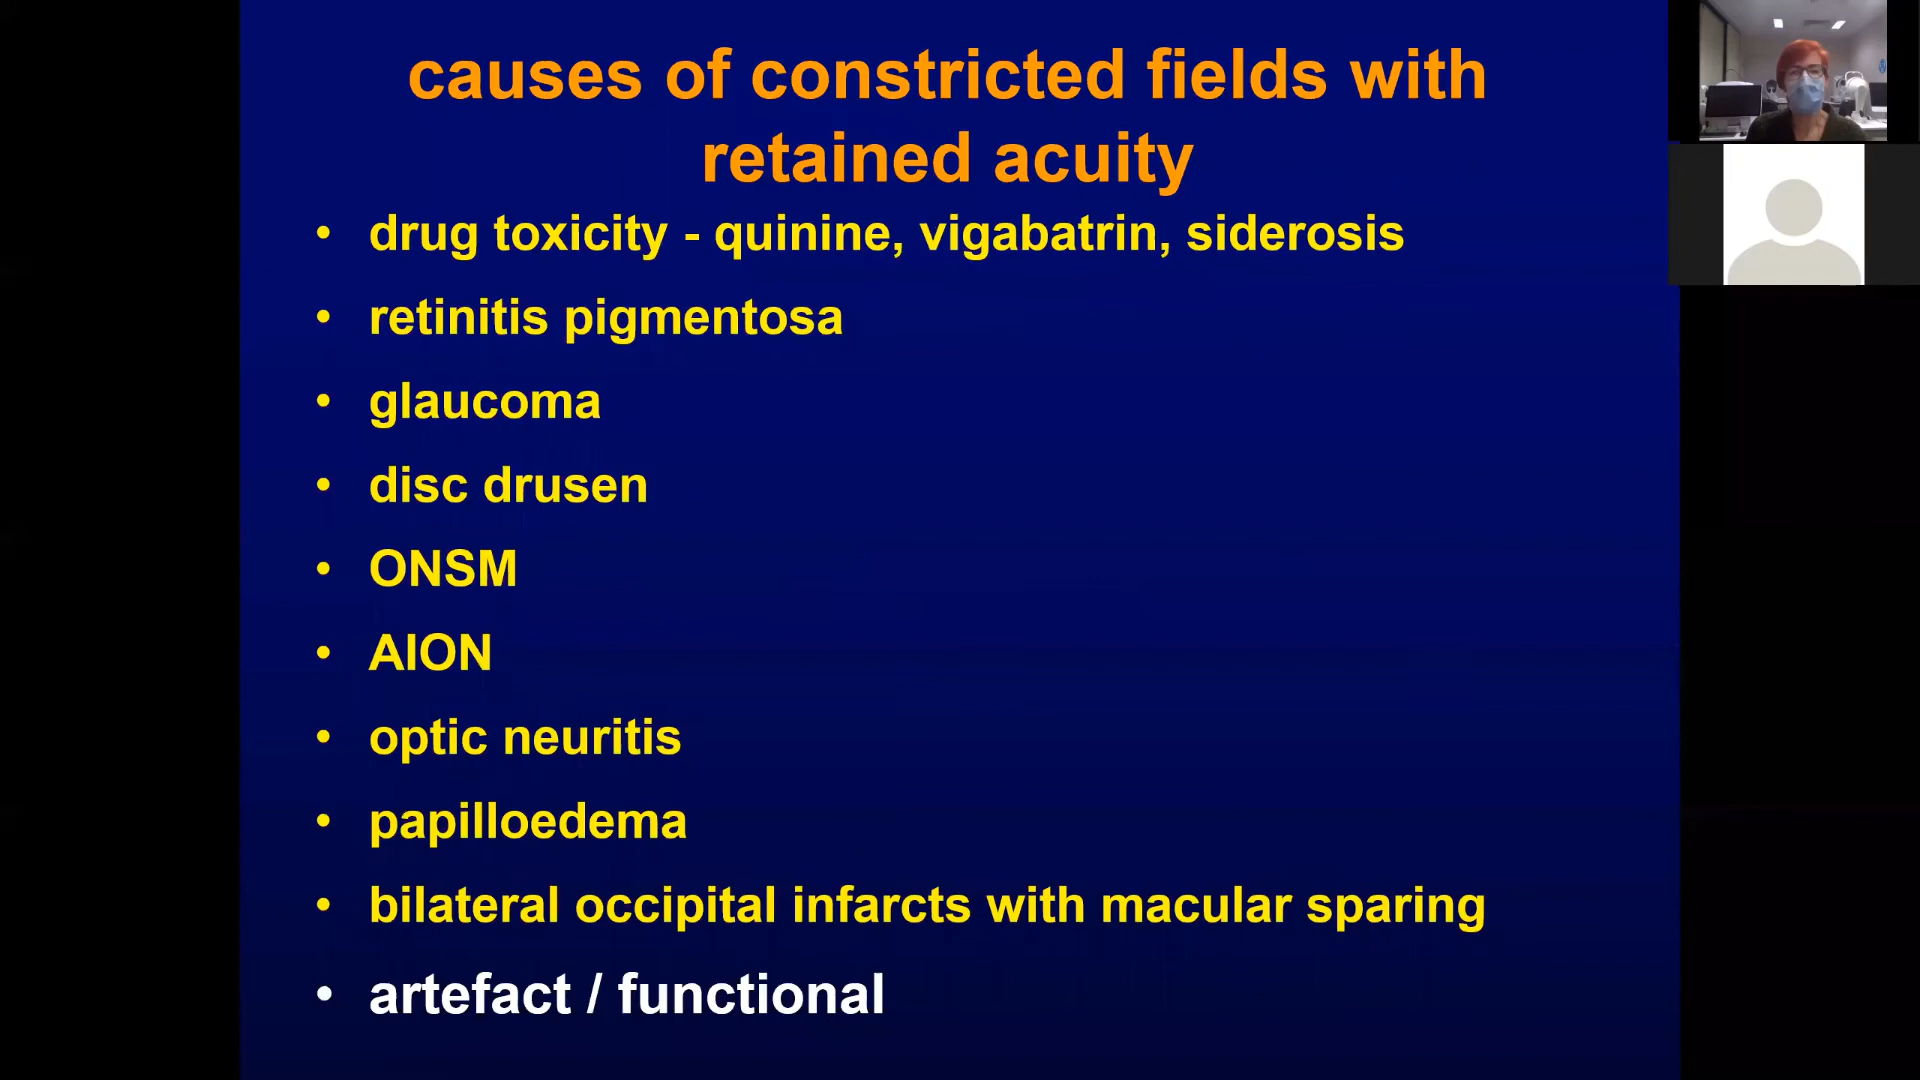 causes of constricted fields with
retained acuity
• drug toxicity - quinine, vigabatrin, siderosis
• retinitis pigmentosa
• glaucoma
• disc drusen
• ONSM
• AION
• optic neuritis
• papilloedema
• bilateral occipital infarcts with macular sparing
• artefact / functional